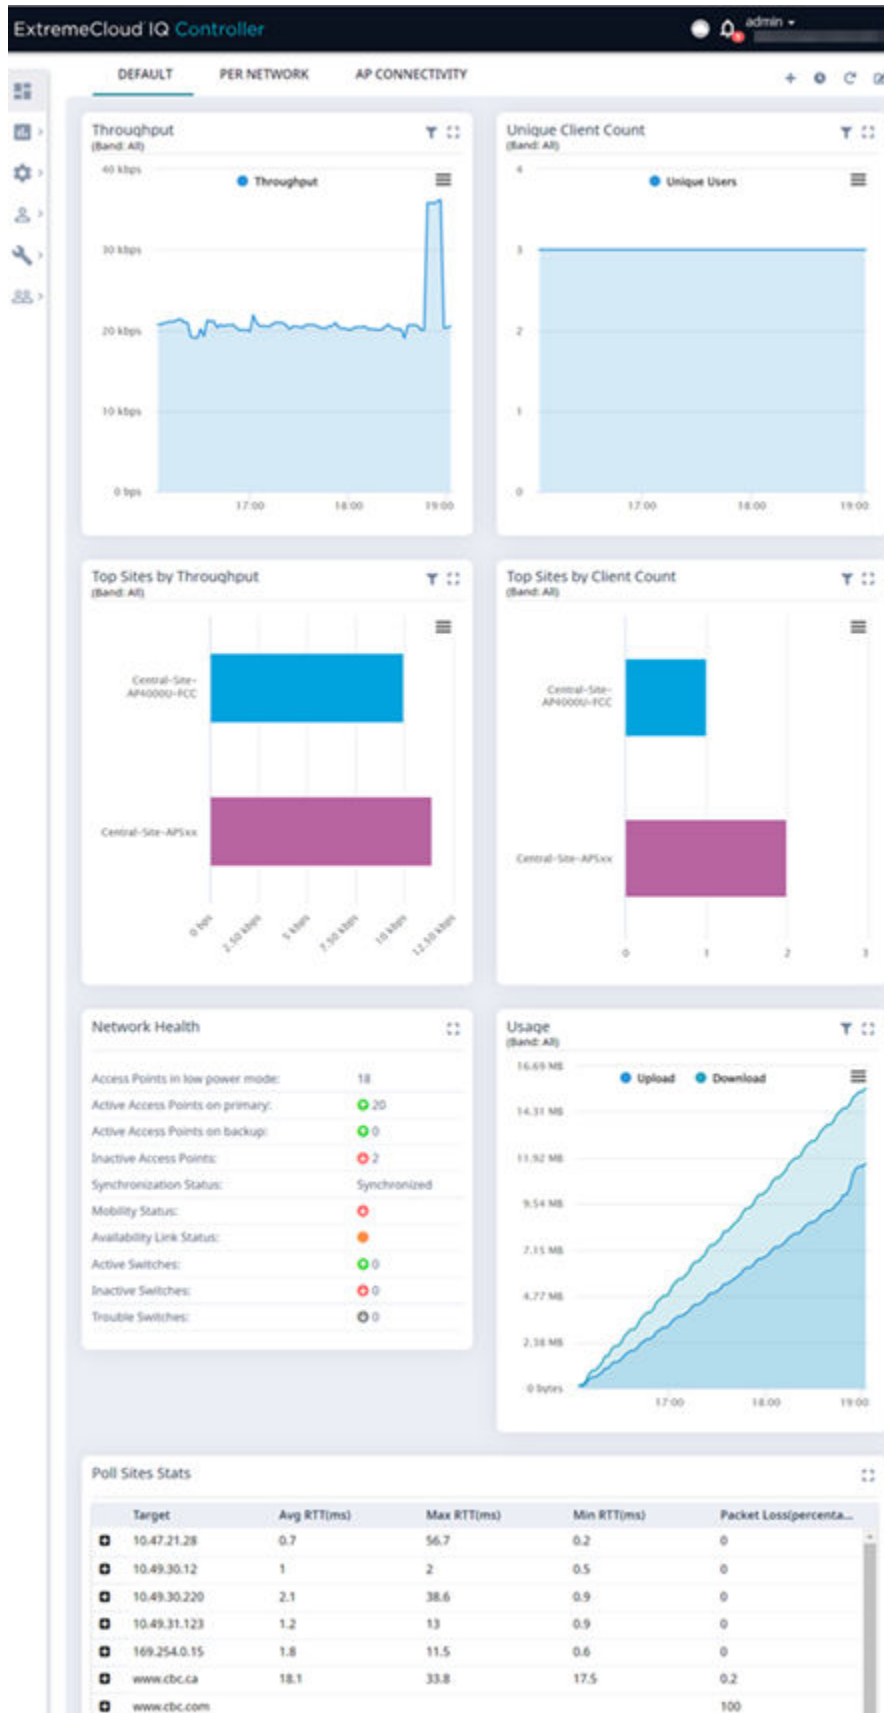 ExtremeCloud IQ Controller
admin
DEFAULT PER NETWORK AP CONNECTIVITY
Throughput
(Band: All)
40 kbps
Throughput
30 kbps
20 kbps
10 kbps
0 bps
17:00 18:00 19:00
Unique Client Count
(Band: All)
4
Unique Users
3
2
1
0
17:00 18:00 19:00
Top Sites by Throughput
(Band: All)
Central-Site-
AP4000U-FCC
Central-Site-AP5xx
0 bps 2.50 kbps 5 kbps 7.50 kbps 10 kbps 12.50 kbps
Top Sites by Client Count
(Band: All)
Central-Site-
AP4000U-FCC
Central-Site-AP5xx
0 1 2 3
Network Health
Access Points in low power mode: 18
Active Access Points on primary: 20
Active Access Points on backup: 0
Inactive Access Points: 2
Synchronization Status: Synchronized
Mobility Status:
Availability Link Status:
Active Switches: 0
Inactive Switches: 0
Trouble Switches: 0
Usage
(Band: All)
16.69 MB
Upload Download
14.31 MB
11.92 MB
9.54 MB
7.15 MB
4.77 MB
2.38 MB
0 bytes
17:00 18:00 19:00
Poll Sites Stats
Target Avg RTT(ms) Max RTT(ms) Min RTT(ms) Packet Loss(percenta...
10.47.21.28 0.7 56.7 0.2 0
10.49.30.12 1 2 0.5 0
10.49.30.220 2.1 38.6 0.9 0
10.49.31.123 1.2 13 0.9 0
169.254.0.15 1.8 11.5 0.6 0
www.cbc.ca 18.1 33.8 17.5 0.2
www.cbc.com 100